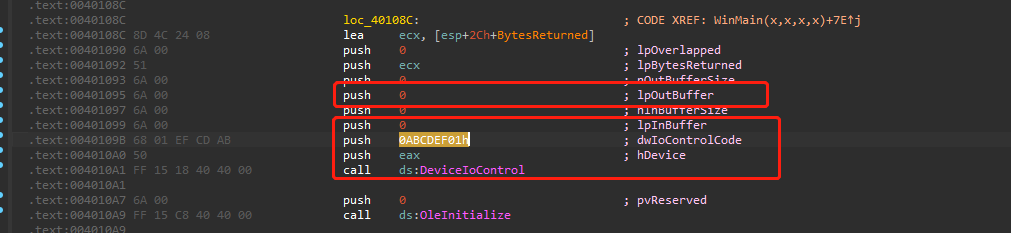 .text:0040108C
.text:0040108C loc_40108C: ; CODE XREF: WinMain(x,x,x,x)+7E↑j
.text:0040108C 8D 4C 24 08 lea ecx, [esp+2Ch+BytesReturned]
.text:00401090 6A 00 push 0 ; lpOverlapped
.text:00401092 51 push ecx ; lpBytesReturned
.text:00401093 6A 00 push 0 ; nOutBufferSize
.text:00401095 6A 00 push 0 ; lpOutBuffer
.text:00401097 6A 00 push 0 ; nInBufferSize
.text:00401099 6A 00 push 0 ; lpInBuffer
.text:0040109B 68 01 EF CD AB push 0ABCDEF01h ; dwIoControlCode
.text:004010A0 50 push eax ; hDevice
.text:004010A1 FF 15 18 40 40 00 call ds:DeviceIoControl
.text:004010A1
.text:004010A7 6A 00 push 0 ; pvReserved
.text:004010A9 FF 15 C8 40 40 00 call ds:OleInitialize
.text:004010A9